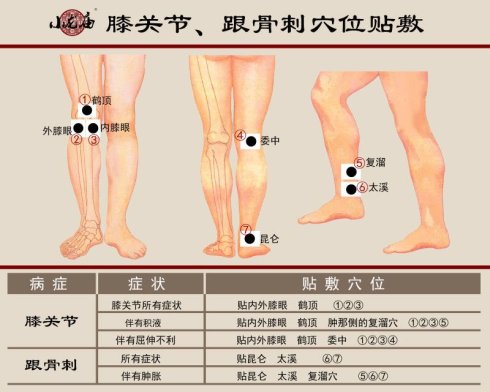 膝关节、跟骨刺穴位贴敷
①鹤顶
外膝眼 内膝眼
② ③
④ 委中
⑤复溜
⑥太溪
⑦
昆仑
病症 症状 贴敷穴位
膝关节 膝关节所有症状 贴内外膝眼 鹤顶 ①②③
伴有积液 贴内外膝眼 鹤顶 肿那侧的复溜穴 ①②③⑤
伴有屈伸不利 贴内外膝眼 鹤顶 委中 ①②③④
跟骨刺 所有症状 贴昆仑 太溪 ⑥⑦
伴有肿胀 贴昆仑 太溪 复溜穴 ⑤⑥⑦